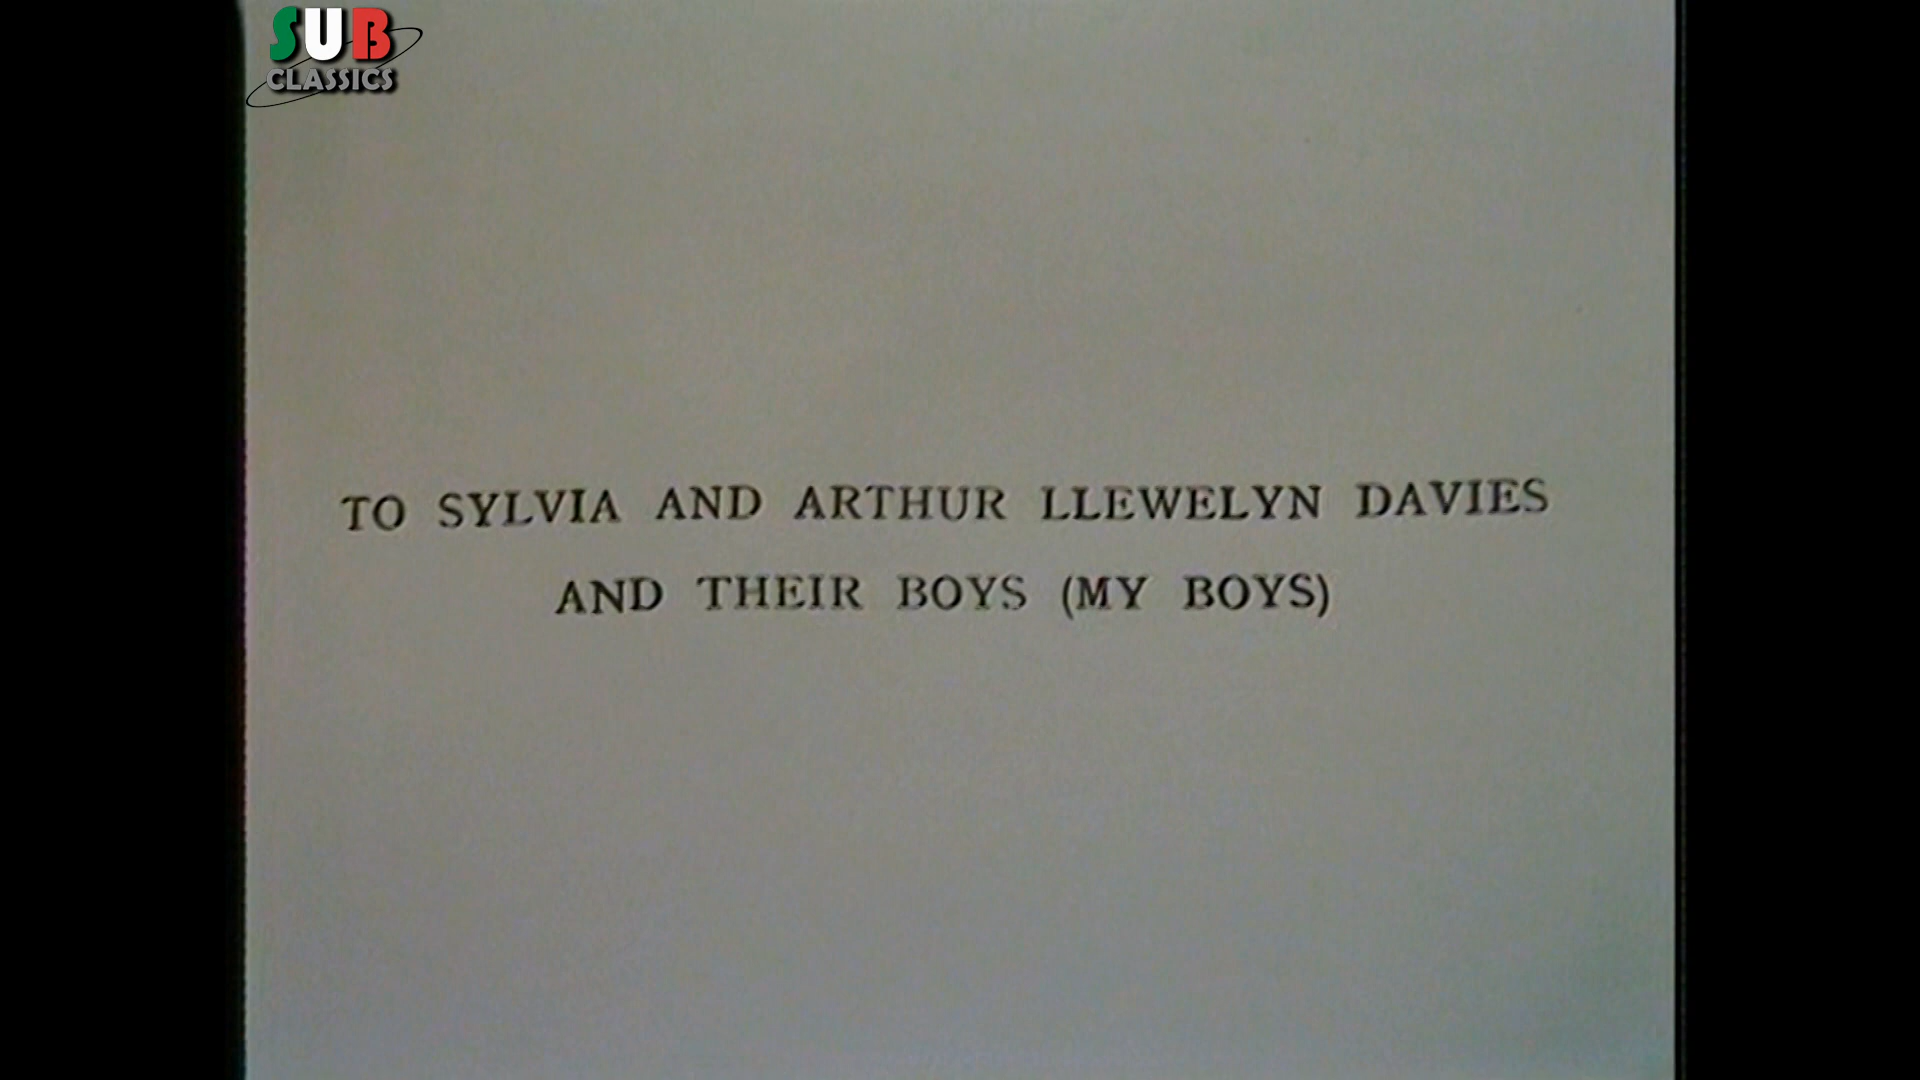 SUB
CLASSICS
TO SYLVIA AND ARTHUR LLEWELYN DAVIES
AND THEIR BOYS (MY BOYS)